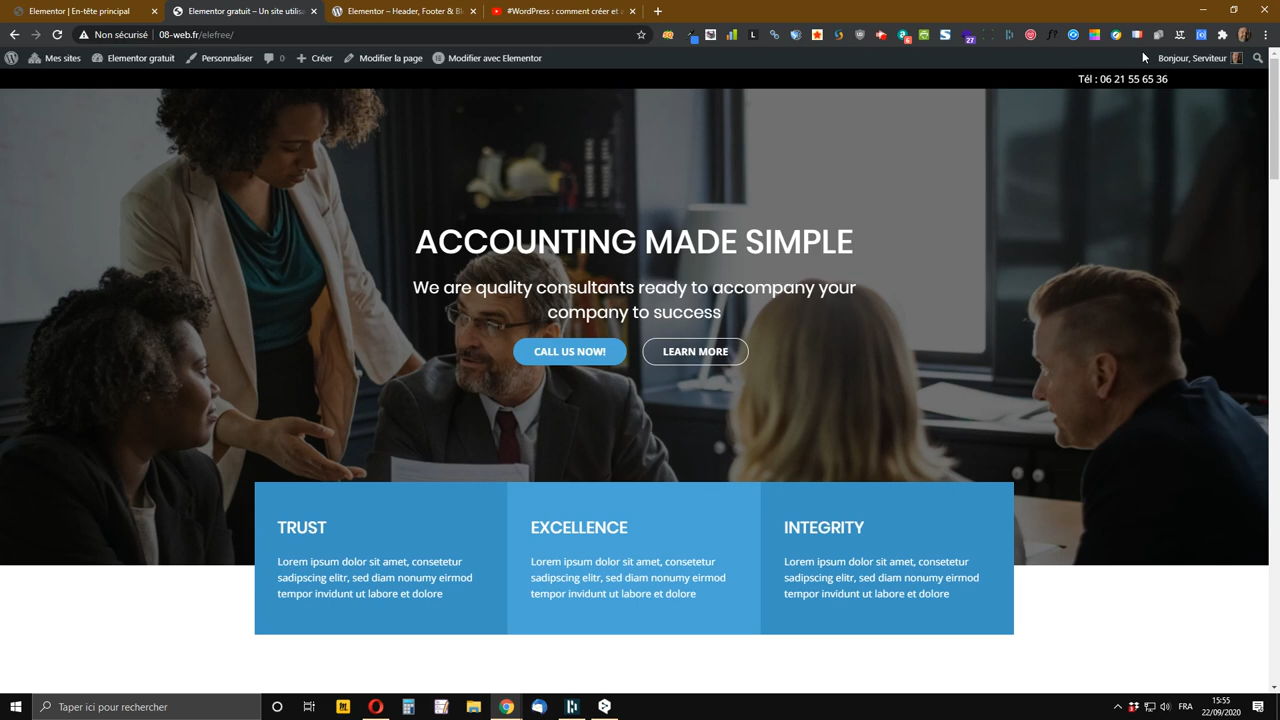 Elementor | En-tête principal
Elementor gratuit – Un site utilisa
Elementor – Header, Footer & Bl
#WordPress : comment créer et a
Non sécurisé
08-web.fr/elefree/
6
27
Mes sites
Elementor gratuit
Personnaliser
0
Créer
Modifier la page
Modifier avec Elementor
Bonjour, Serviteur
Tél : 06 21 55 65 36
ACCOUNTING MADE SIMPLE
We are quality consultants ready to accompany your
company to success
CALL US NOW!
LEARN MORE
TRUST
Lorem ipsum dolor sit amet, consetetur
sadipscing elitr, sed diam nonumy eirmod
tempor invidunt ut labore et dolore
EXCELLENCE
Lorem ipsum dolor sit amet, consetetur
sadipscing elitr, sed diam nonumy eirmod
tempor invidunt ut labore et dolore
INTEGRITY
Lorem ipsum dolor sit amet, consetetur
sadipscing elitr, sed diam nonumy eirmod
tempor invidunt ut labore et dolore
Taper ici pour rechercher
FRA
15:55
22/09/2020